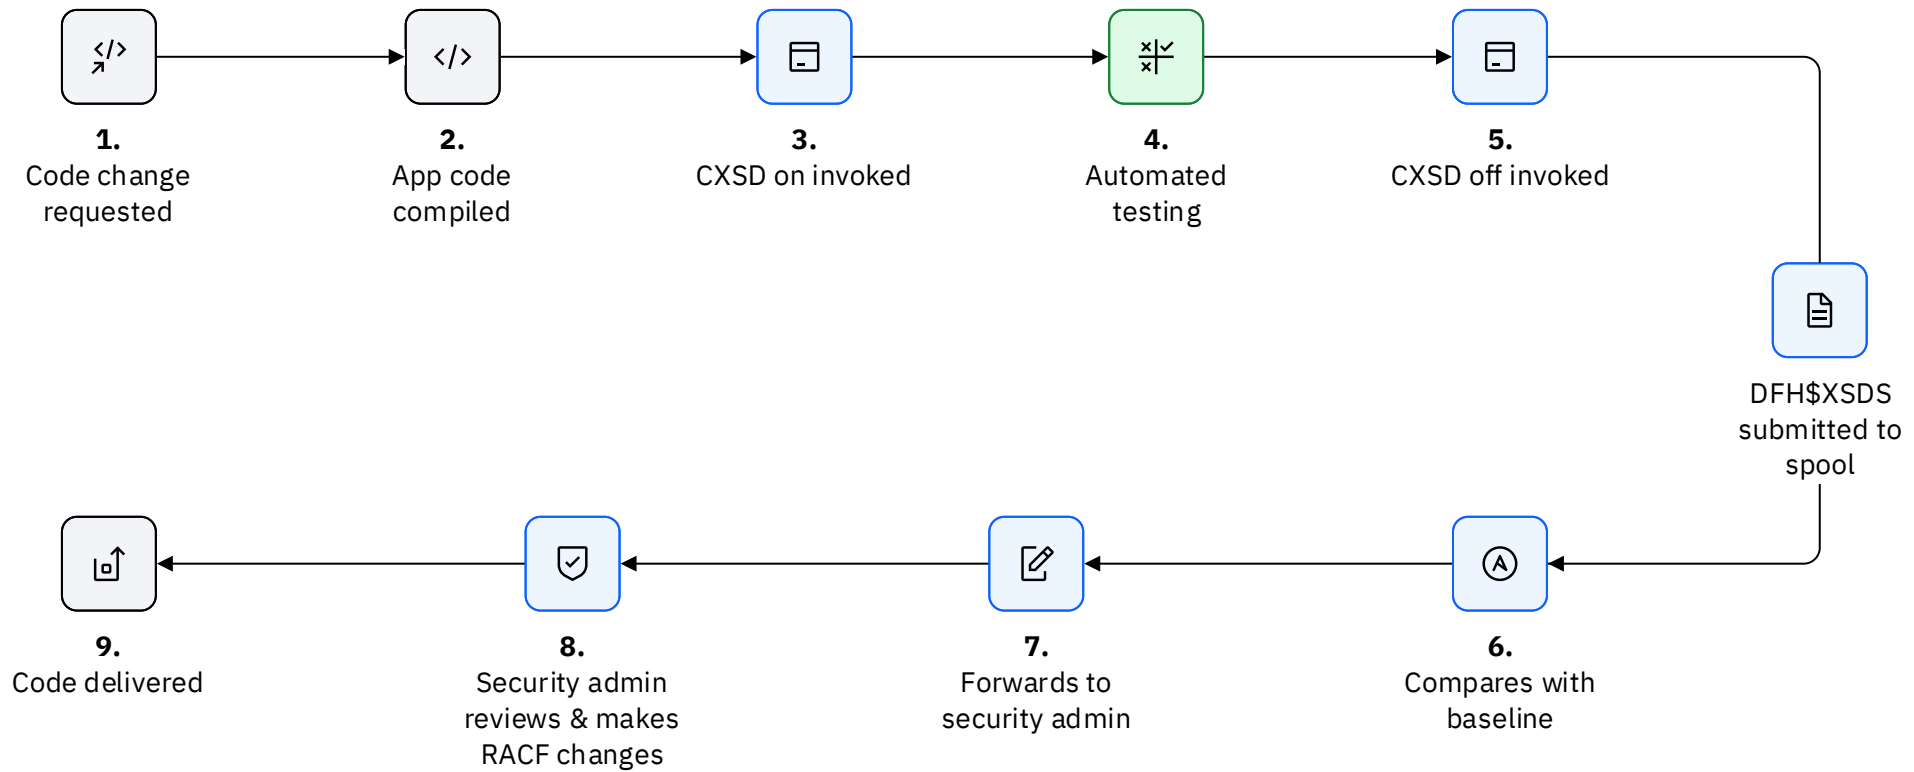 1.
Code change
requested
2.
App code
compiled
3.
CXSD on invoked
4.
Automated
testing
5.
CXSD off invoked
DFH$XSDS
submitted to
spool
6.
Compares with
baseline
7.
Forwards to
security admin
8.
Security admin
reviews & makes
RACF changes
9.
Code delivered